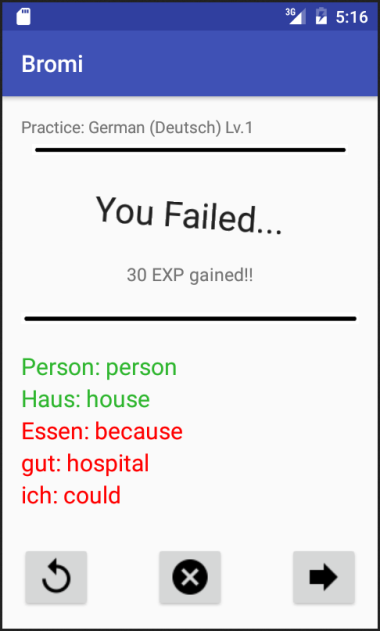 3G 5:16
Bromi
Practice: German (Deutsch) Lv.1
You Failed...
30 EXP gained!!
Person: person
Haus: house
Essen: because
gut: hospital
ich: could